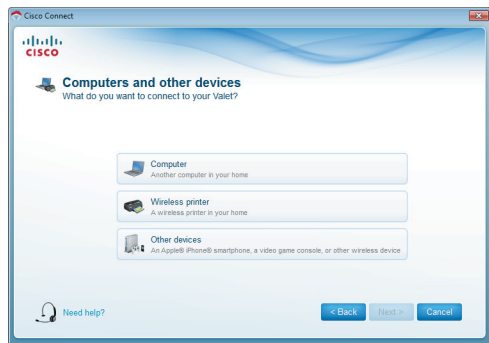 Cisco Connect
CISCO
Computers and other devices
What do you want to connect to your Valet?
Computer
Another computer in your home
Wireless printer
A wireless printer in your home
Other devices
An Apple® iPhone® smartphone, a video game console, or other wireless device
Need help?
< Back Next > Cancel